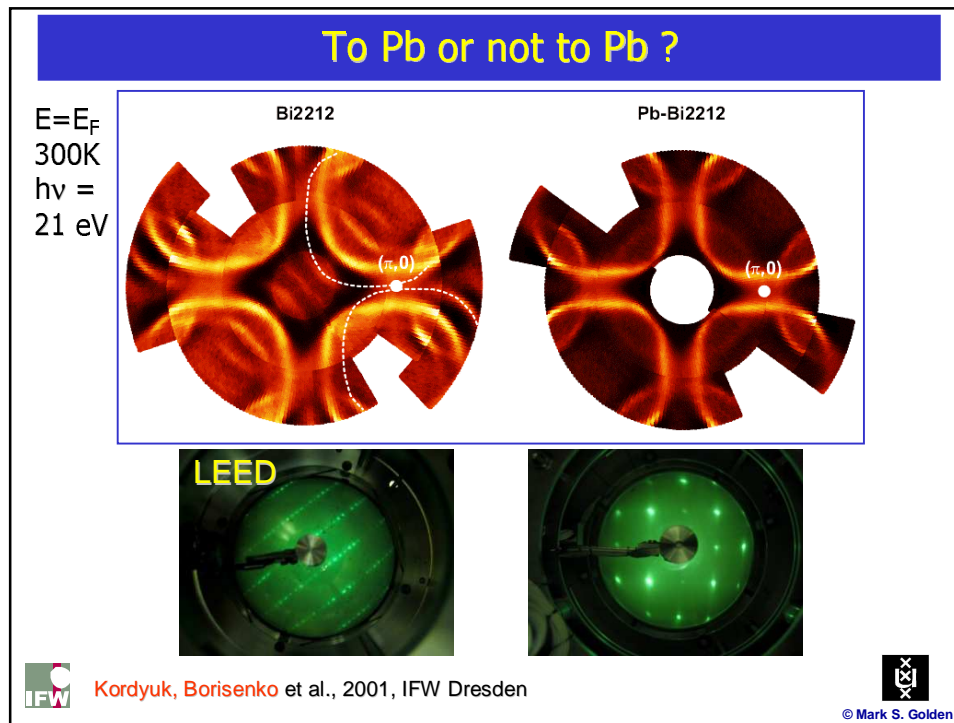 To Pb or not to Pb ?
E=EF
300K
hν =
21 eV
Bi2212
Pb-Bi2212
(π,0)
(π,0)
LEED
IFW
Kordyuk, Borisenko et al., 2001, IFW Dresden
© Mark S. Golden